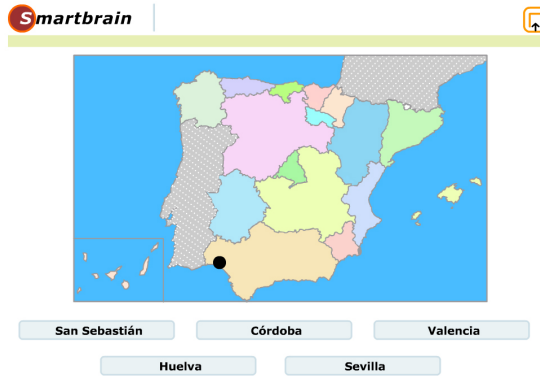 Smartbrain
San Sebastián
Córdoba
Valencia
Huelva
Sevilla